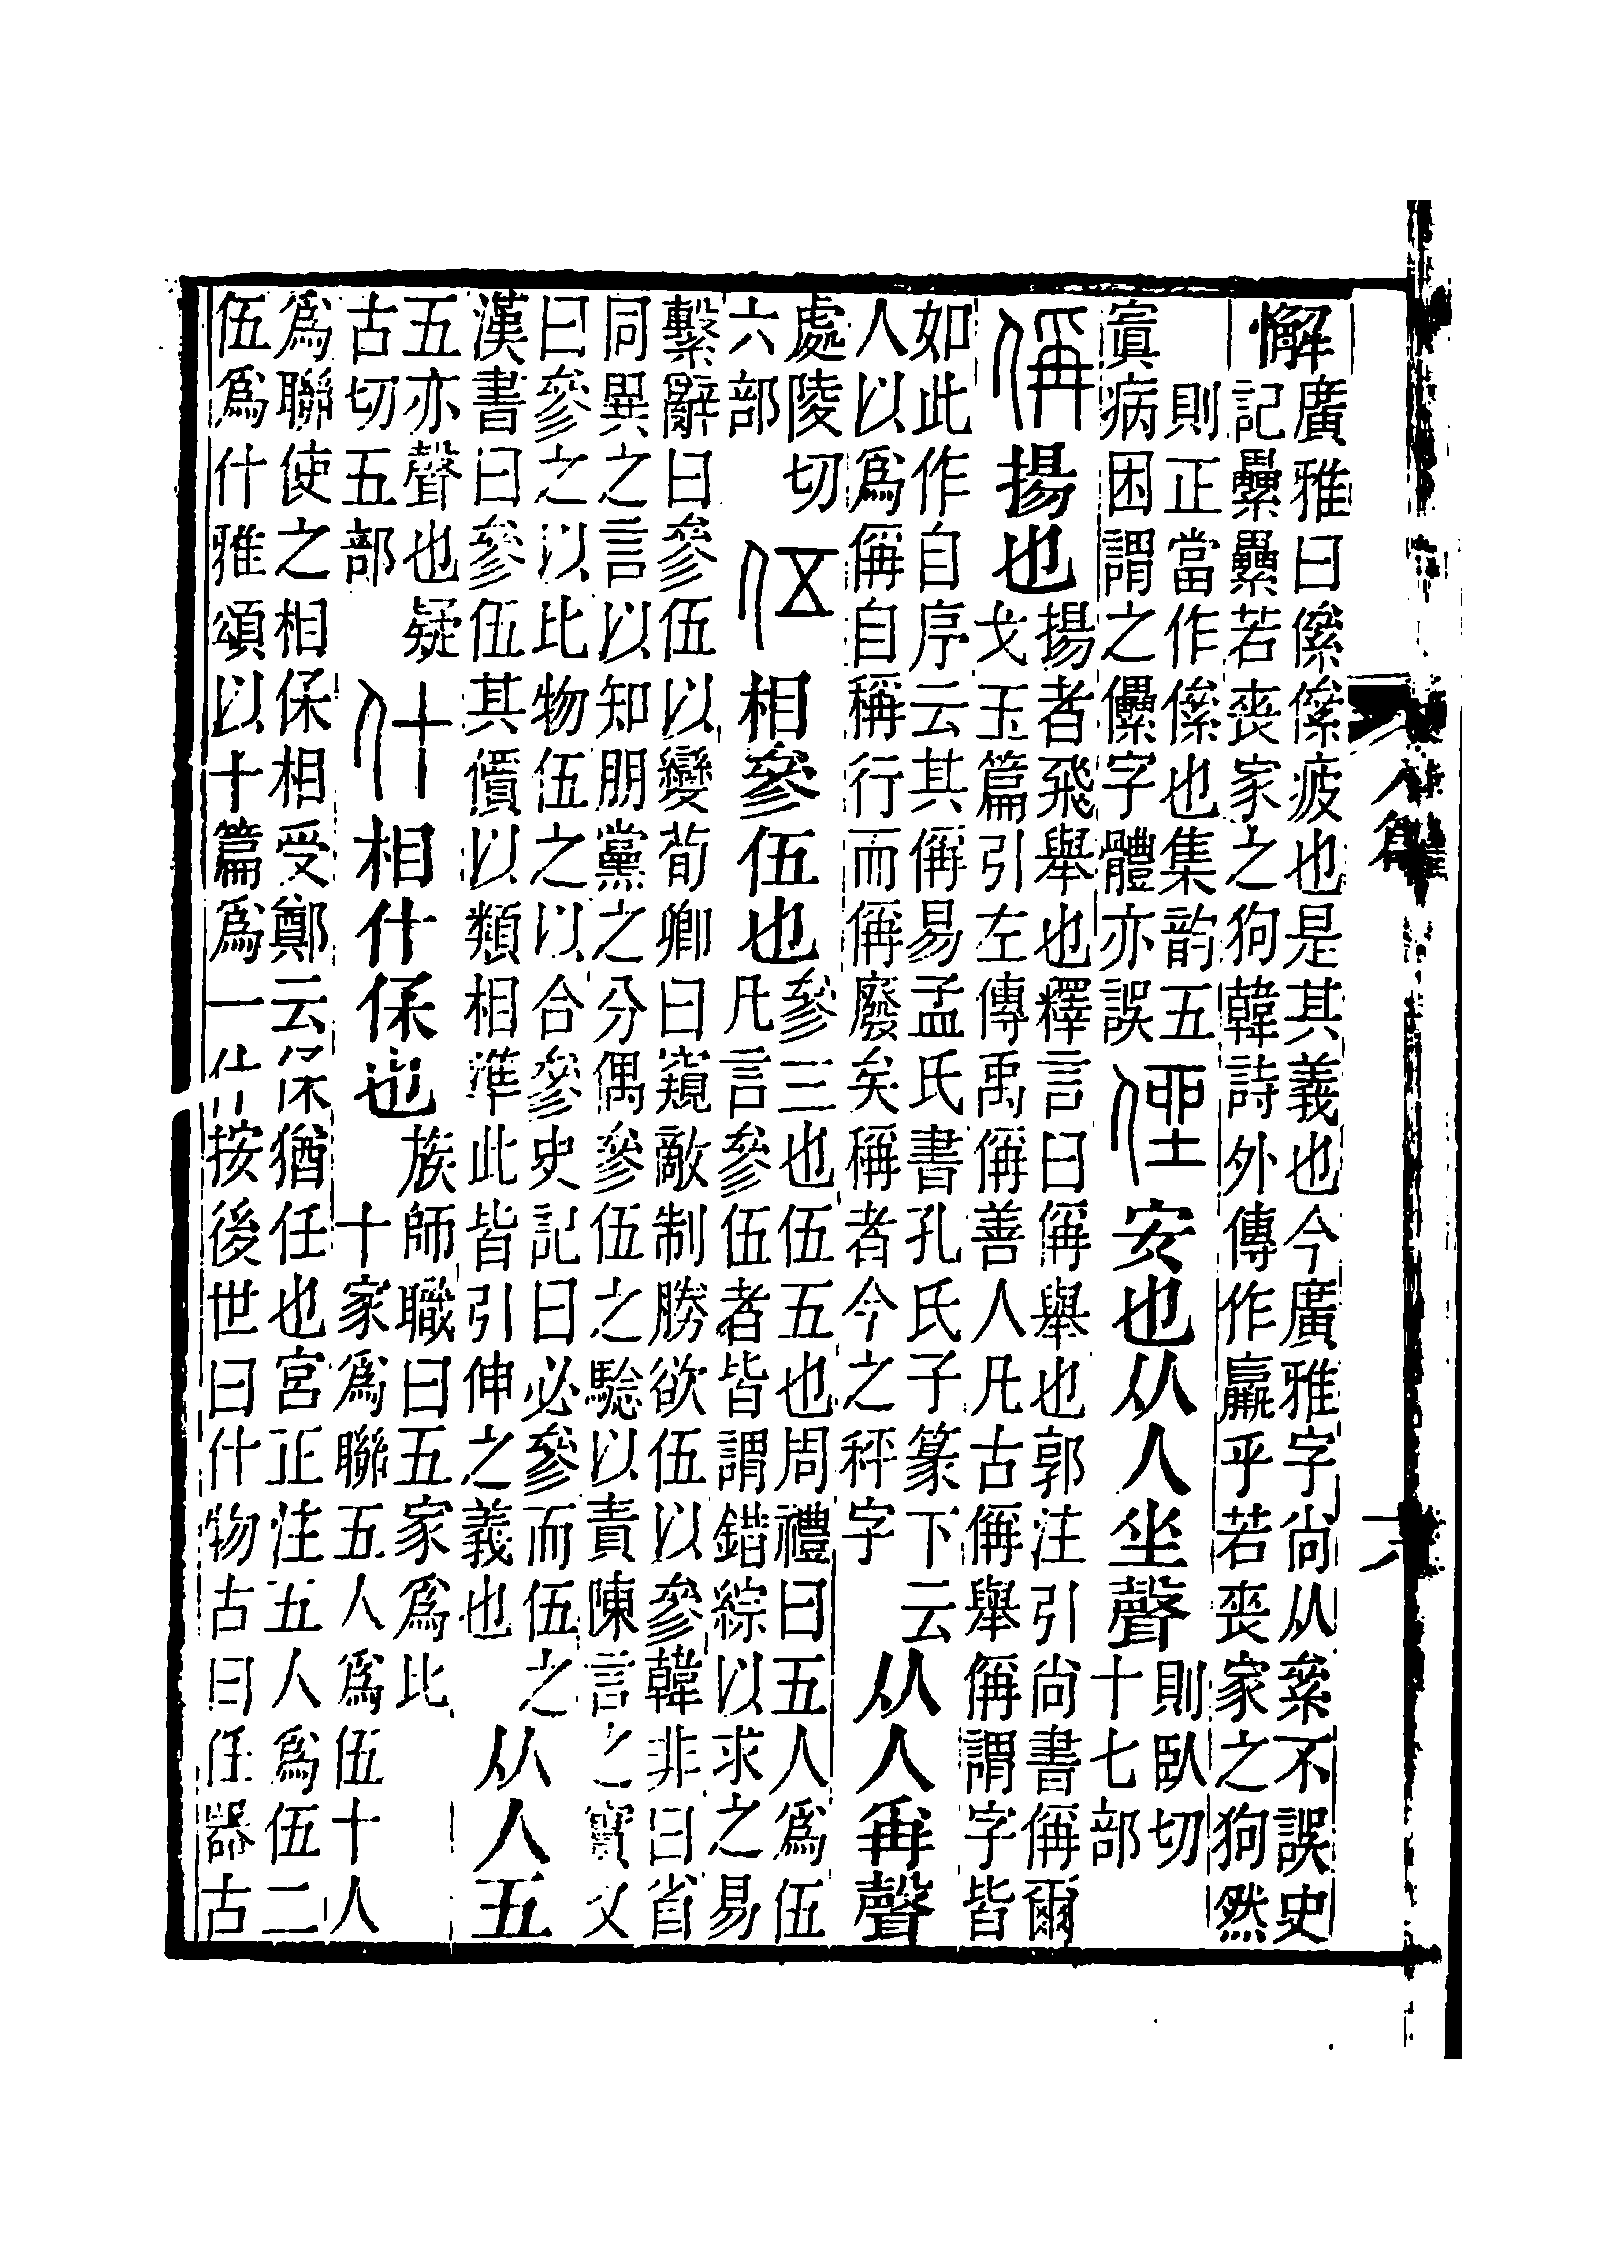 懈
廣雅曰傫傫疲也是其義也今廣雅字尚从絫不誤史
記纍纍若喪家之狗韓詩外傳作羸乎若喪家之狗然
則正當作傫也集韵五
寘病困謂之儽字體亦誤
侳安也从人坐聲
則臥切
十七部
偁揚也
揚者飛舉也釋言曰偁舉也郭注引尚書偁爾
戈玉篇引左傳禹偁善人凡古偁舉偁謂字皆
如此作自序云其偁易孟氏書孔氏子篆下云
人以爲偁自稱行而偁廢矣稱者今之秤字
从人爯聲
處陵切
六部
伍相參伍也
參三也伍五也周禮曰五人爲伍
凡言參伍者皆謂錯綜以求之易
繫辭曰參伍以變荀卿曰窺敵制勝欲伍以參韓非曰省
同異之言以知朋黨之分偶參伍之驗以責陳言之實又
曰參之以比物伍之以合參史記曰必參而伍之
漢書曰參伍其價以類相準此皆引伸之義也
从人五
五亦聲也疑
古切五部
什相什保也
族師職曰五家爲比
十家爲聯五人爲伍十人
爲聯使之相保相受鄭云保猶任也宮正注五人爲伍二
伍爲什雅頌以十篇爲一什按後世曰什物古曰任器古